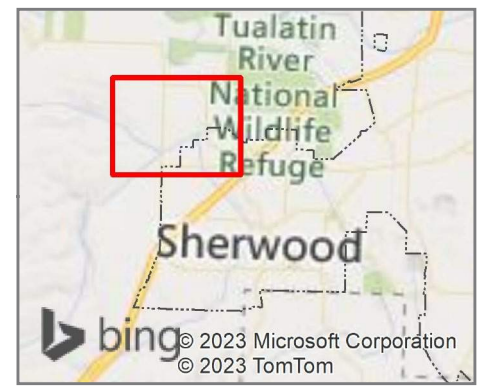 Tualatin
River
National
Wildlife
Refuge
Sherwood
bing © 2023 Microsoft Corporation
© 2023 TomTom